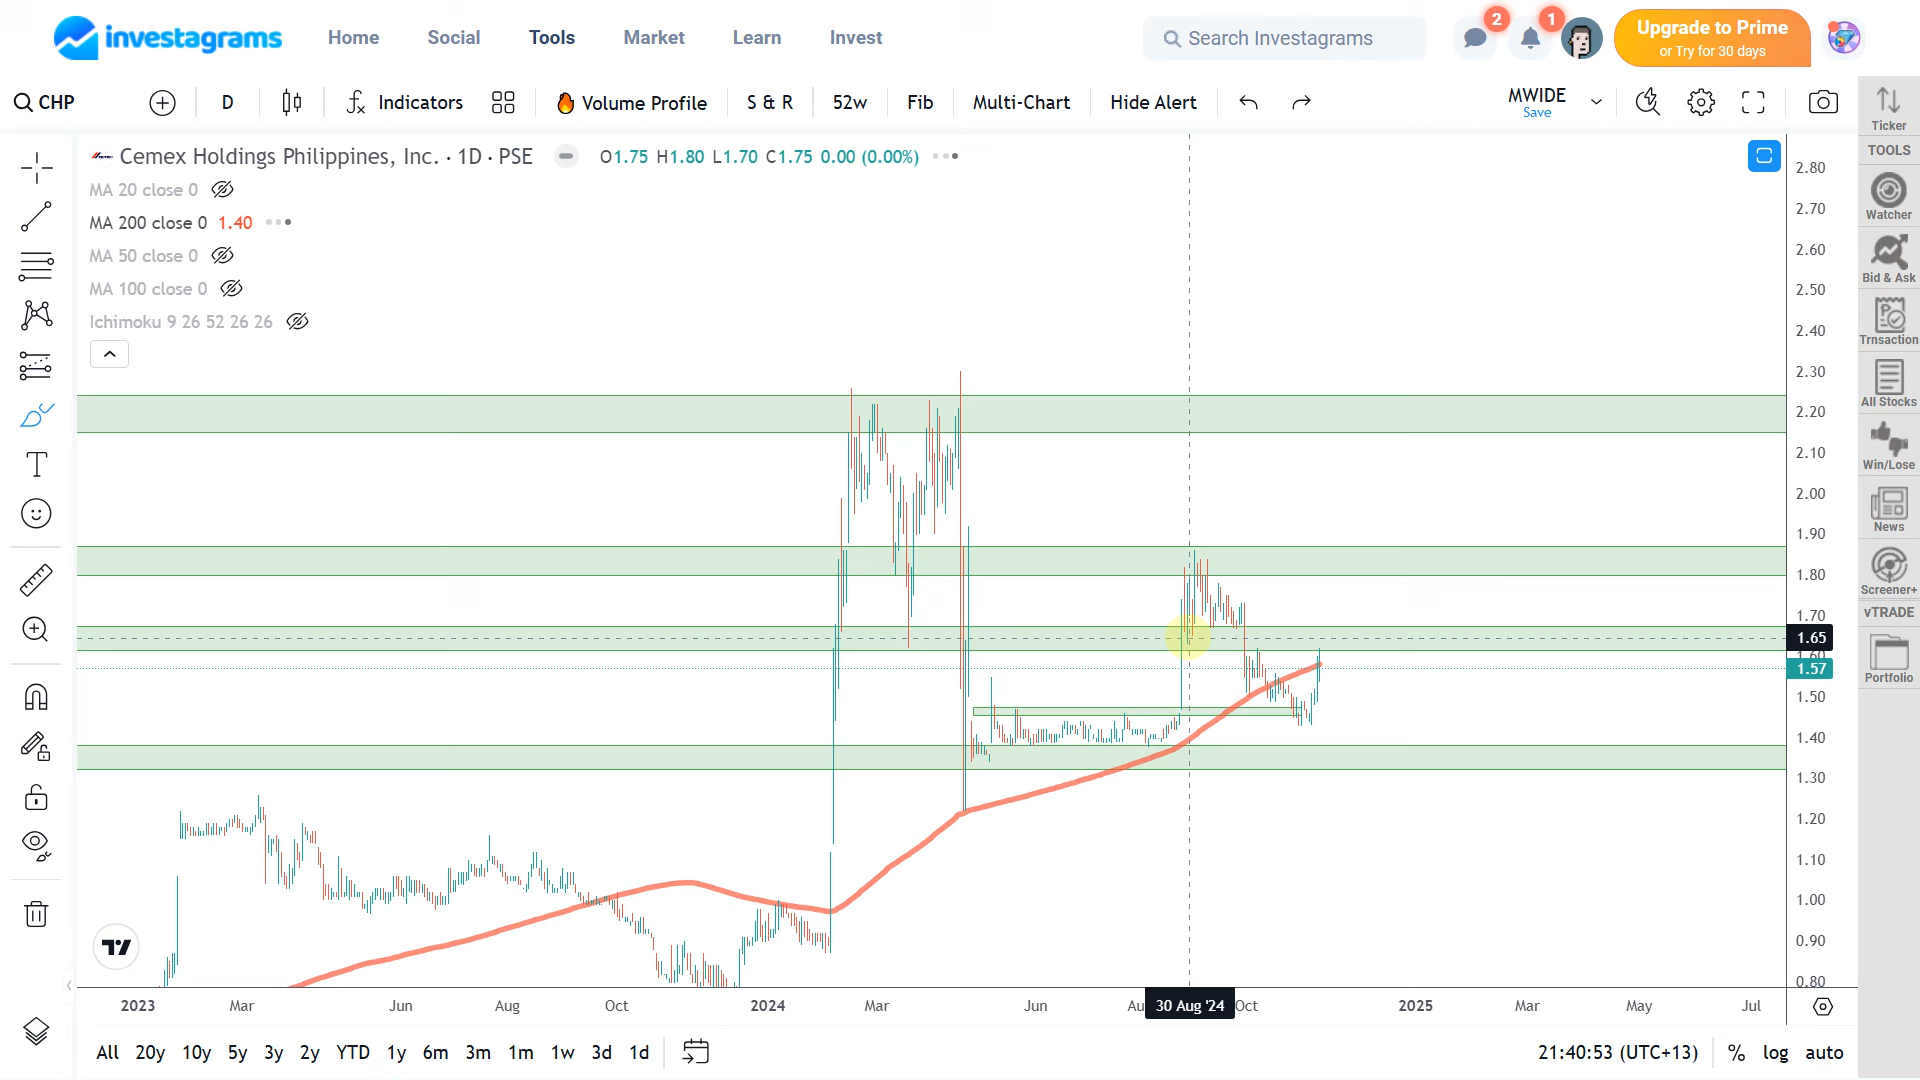 investagrams
Home
Social
Tools
Market
Learn
Invest
Search Investagrams
2
1
Upgrade to Prime
or Try for 30 days
CHP
D
Indicators
Volume Profile
S & R
52w
Fib
Multi-Chart
Hide Alert
MWIDE
Save
Ticker
TOOLS
Watcher
Bid & Ask
Trnsaction
All Stocks
Win/Lose
News
Screener+
vTRADE
Portfolio
Cemex Holdings Philippines, Inc. · 1D · PSE
O1.75 H1.80 L1.70 C1.75 0.00 (0.00%)
MA 20 close 0
MA 200 close 0 1.40
MA 50 close 0
MA 100 close 0
Ichimoku 9 26 52 26 26
2.80
2.70
2.60
2.50
2.40
2.30
2.20
2.10
2.00
1.90
1.80
1.70
1.65
1.57
1.50
1.40
1.30
1.20
1.10
1.00
0.90
0.80
2023
Mar
Jun
Aug
Oct
2024
Mar
Jun
Au
30 Aug '24
Oct
2025
Mar
May
Jul
All
20y
10y
5y
3y
2y
YTD
1y
6m
3m
1m
1w
3d
1d
21:40:53 (UTC+13)
%
log
auto